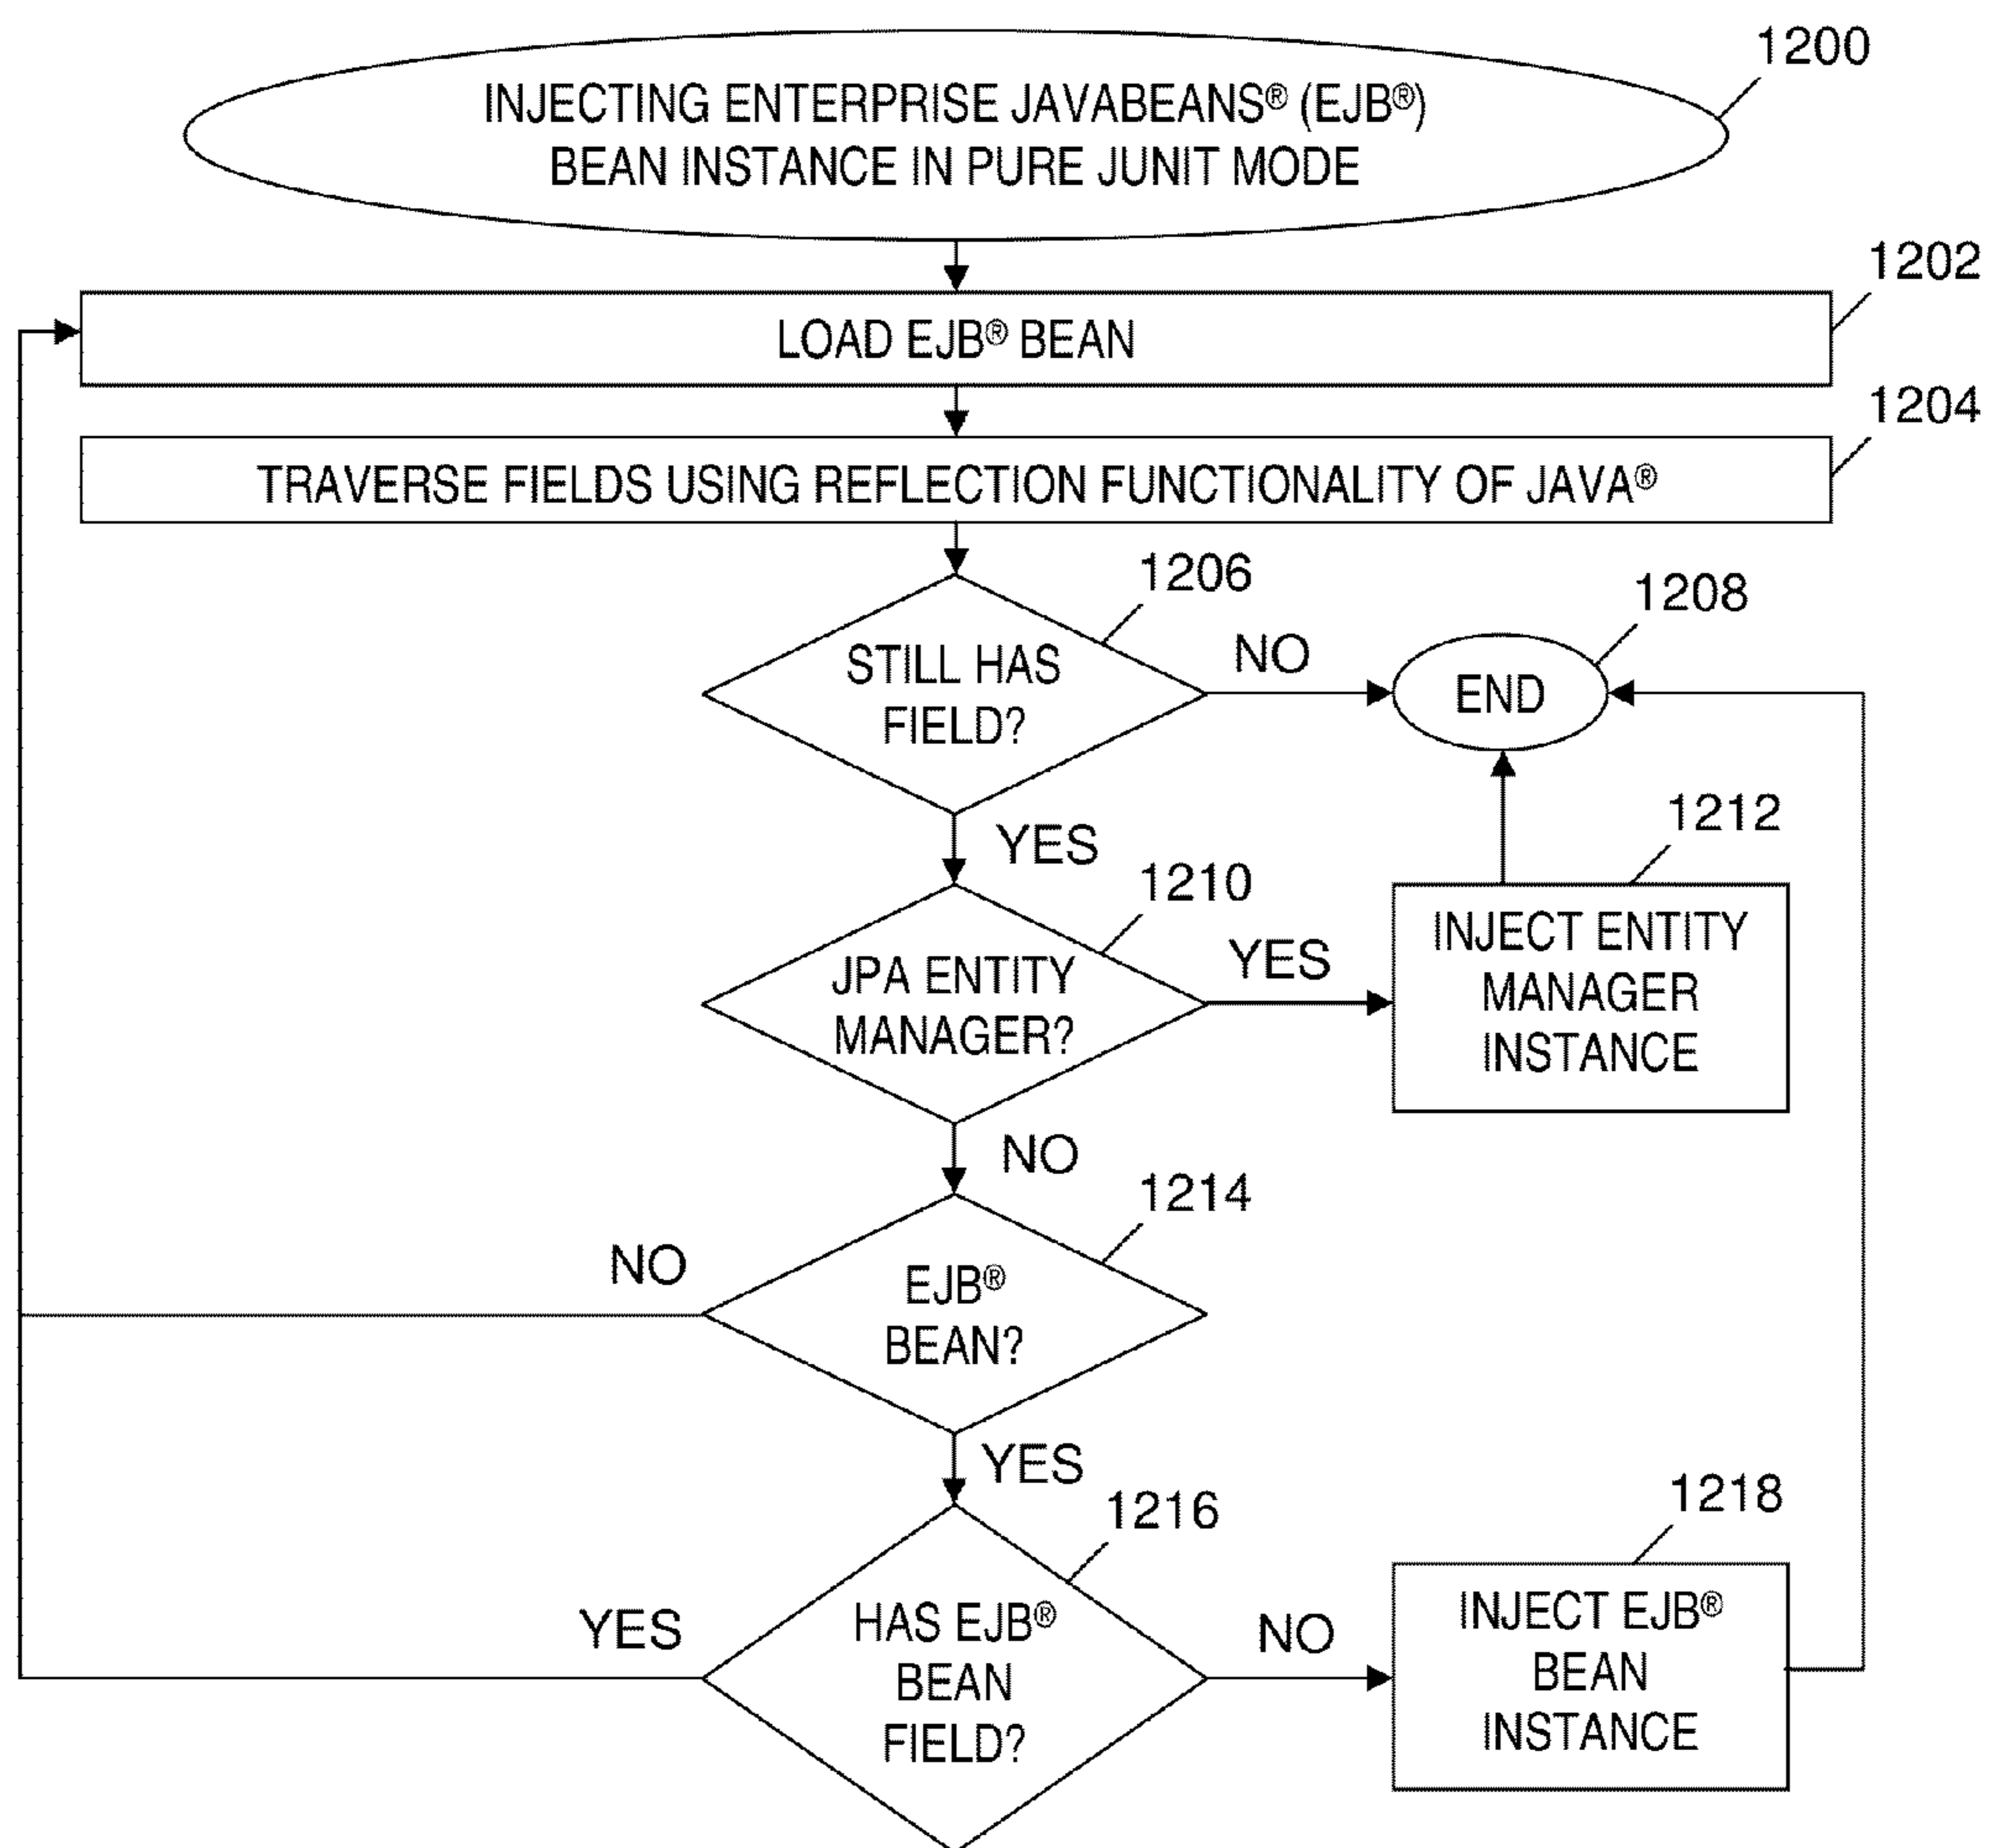 1200
INJECTING ENTERPRISE JAVABEANS® (EJB®)
BEAN INSTANCE IN PURE JUNIT MODE
1202
LOAD EJB® BEAN
1204
TRAVERSE FIELDS USING REFLECTION FUNCTIONALITY OF JAVA®
1206
STILL HAS
FIELD?
NO
1208
END
YES
1210
JPA ENTITY
MANAGER?
YES
1212
INJECT ENTITY
MANAGER
INSTANCE
NO
1214
EJB®
BEAN?
NO
YES
1216
HAS EJB®
BEAN
FIELD?
YES
NO
1218
INJECT EJB®
BEAN
INSTANCE